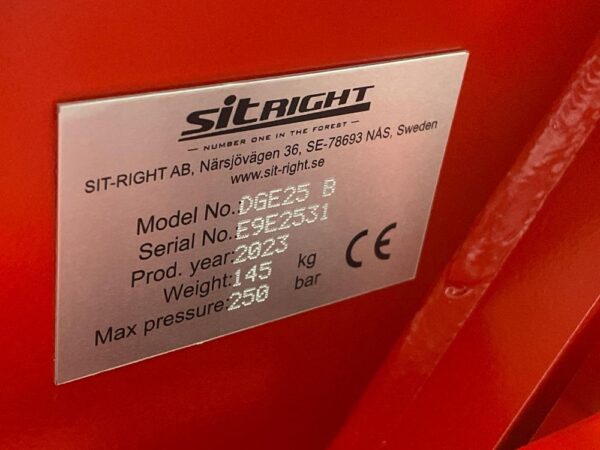 SitRIGHT
– NUMBER ONE IN THE FOREST –
SIT-RIGHT AB, Närsjövägen 36, SE-78693 NÅS, Sweden
www.sit-right.se
Model No.: DGE25 B
Serial No.: E9E2531
Prod. year: 2023
Weight: 145 kg
Max pressure: 250 bar
CE